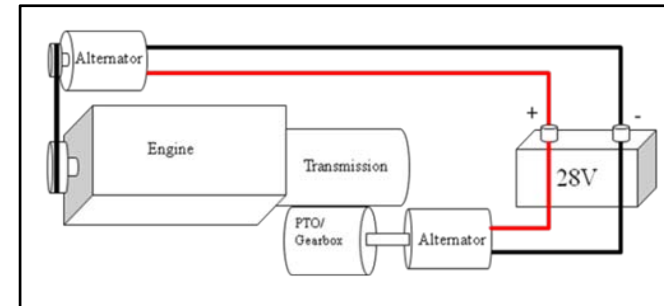 Alternator
+
-
Engine
Transmission
28V
PTO/
Gearbox
Alternator